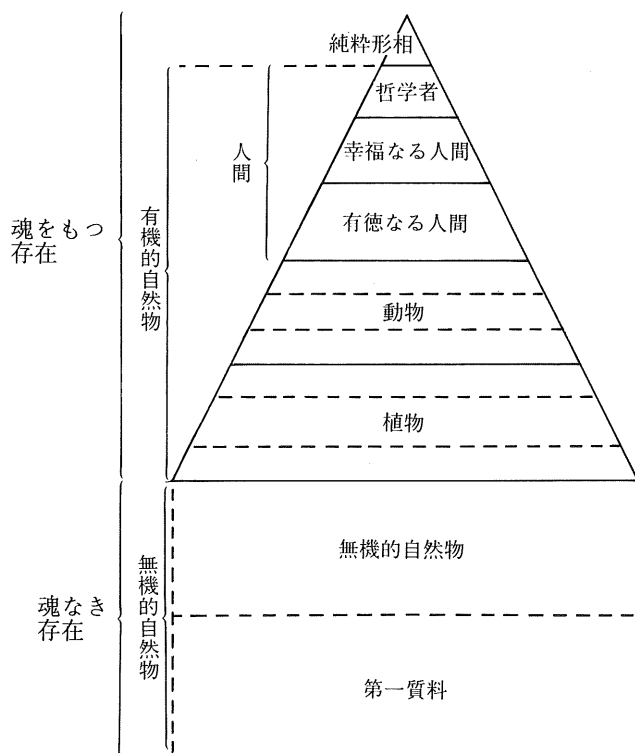 純粋形相
哲学者
幸福なる人間
人間
有徳なる人間
魂をもつ
存在
有機的自然物
動物
植物
無機的自然物
魂なき
存在
無機的自然物
第一質料